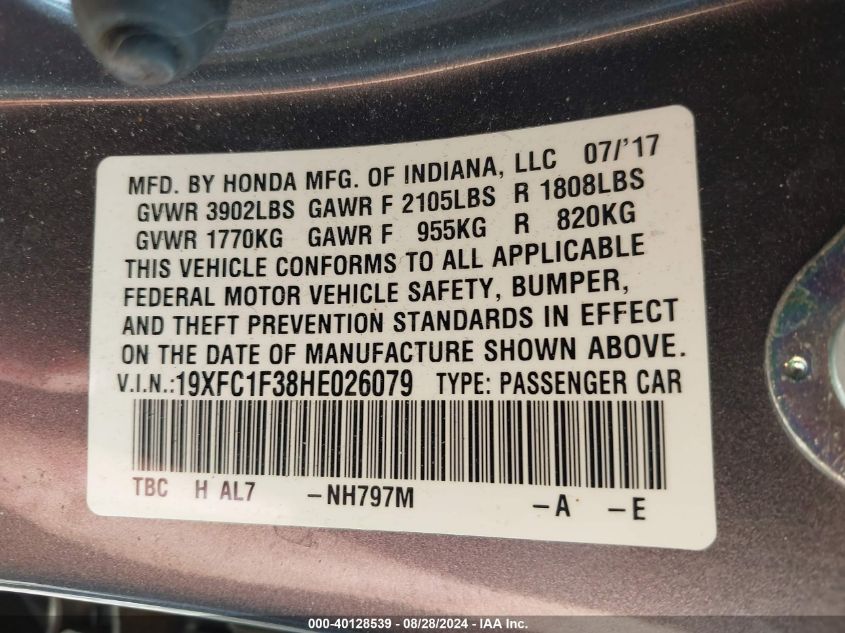 MFD. BY HONDA MFG. OF INDIANA, LLC 07/'17
GVWR 3902LBS GAWR F 2105LBS R 1808LBS
GVWR 1770KG GAWR F 955KG R 820KG
THIS VEHICLE CONFORMS TO ALL APPLICABLE
FEDERAL MOTOR VEHICLE SAFETY, BUMPER,
AND THEFT PREVENTION STANDARDS IN EFFECT
ON THE DATE OF MANUFACTURE SHOWN ABOVE.
V.I.N.:19XFC1F38HE026079 TYPE: PASSENGER CAR
TBC H AL7 -NH797M -A -E
000-40128539 - 08/28/2024 - IAA Inc.